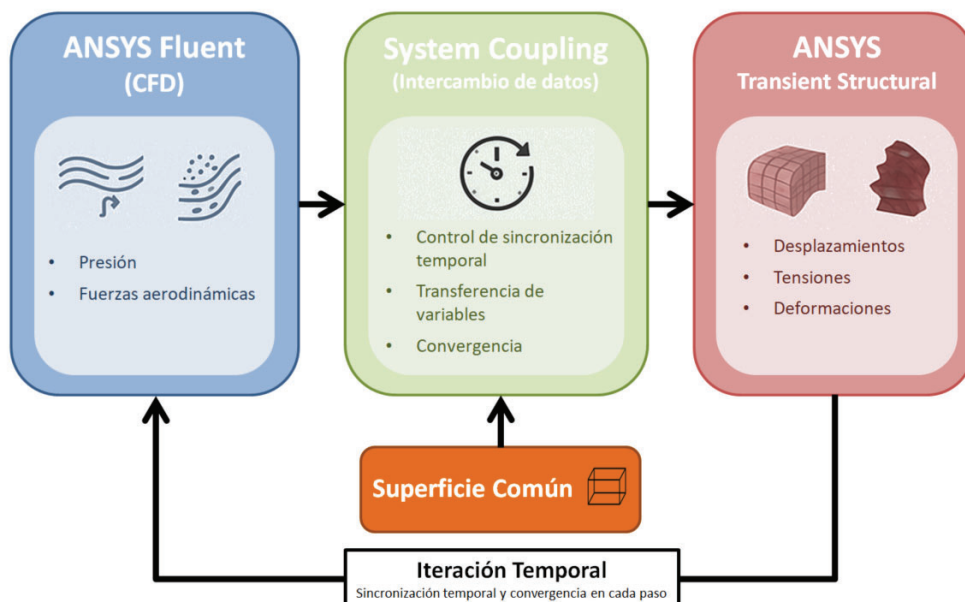 ANSYS Fluent
(CFD)
• Presión
• Fuerzas aerodinámicas
System Coupling
(Intercambio de datos)
• Control de sincronización
temporal
• Transferencia de
variables
• Convergencia
ANSYS
Transient Structural
• Desplazamientos
• Tensiones
• Deformaciones
Superficie Común
Iteración Temporal
Sincronización temporal y convergencia en cada paso